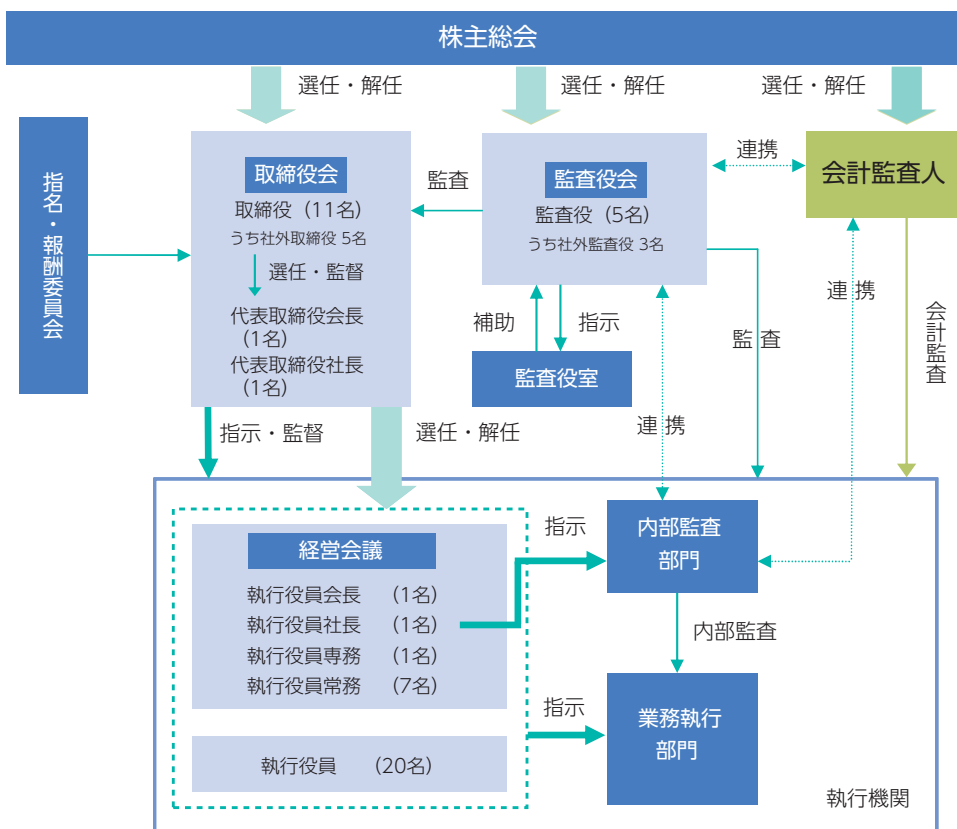 株主総会
選任・解任
選任・解任
選任・解任
指名・報酬委員会
取締役会
取締役（11名）
うち社外取締役 5名
選任・監督
代表取締役会長
（1名）
代表取締役社長
（1名）
監査
監査役会
監査役（5名）
うち社外監査役 3名
連携
会計監査人
補助
指示
監査役室
連携
監査
連携
会計監査
指示・監督
選任・解任
経営会議
執行役員会長 （1名）
執行役員社長 （1名）
執行役員専務 （1名）
執行役員常務 （7名）
執行役員 （20名）
指示
内部監査
部門
内部監査
指示
業務執行
部門
執行機関